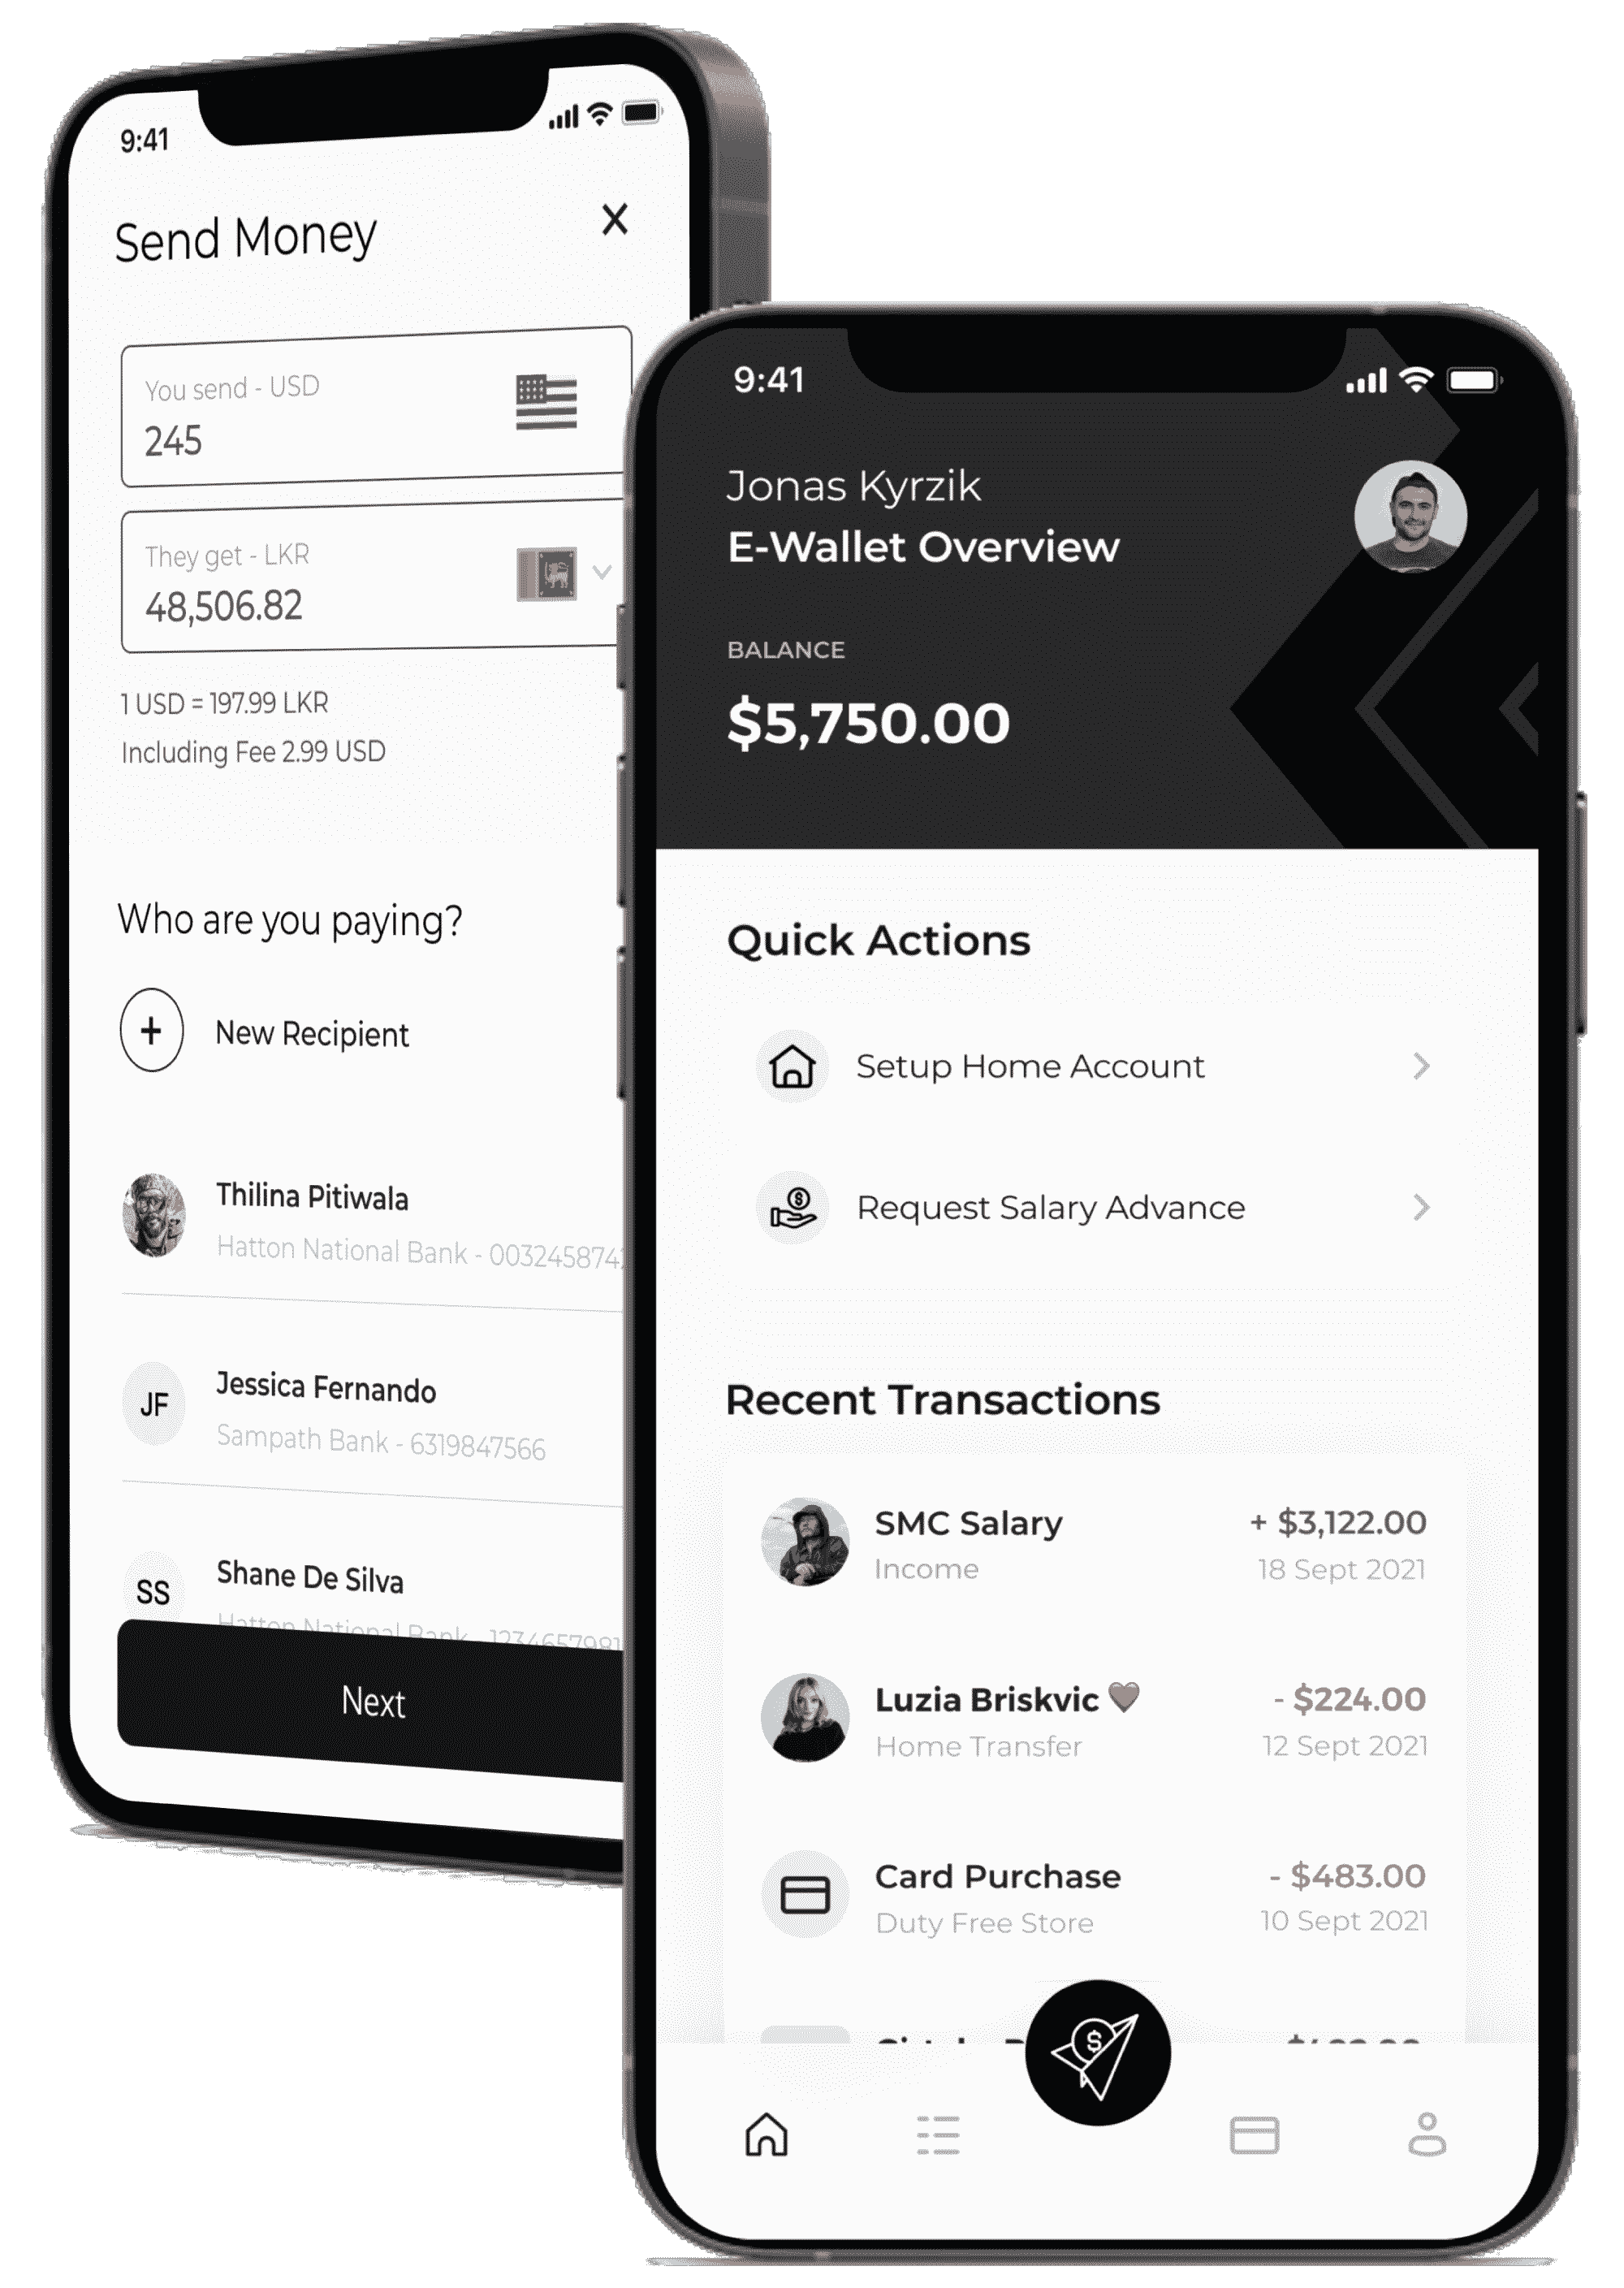 9:41
Send Money
You send - USD
245
They get - LKR
48,506.82
1 USD = 197.99 LKR
Including Fee 2.99 USD
Who are you paying?
New Recipient
Thilina Pitiwala
Hatton National Bank -
JF
Jessica Fernando
Sampath Bank - 6319847566
SS
Shane De Silva
Hatton National Bank -
Next
9:41
Jonas Kyrzik
E-Wallet Overview
BALANCE
$5,750.00
Quick Actions
Setup Home Account
$
Request Salary Advance
Recent Transactions
SMC Salary
+ $3,122.00
Income
18 Sept 2021
Luzia Briskvic
- $224.00
Home Transfer
12 Sept 2021
Card Purchase
- $483.00
Duty Free Store
10 Sept 2021
$